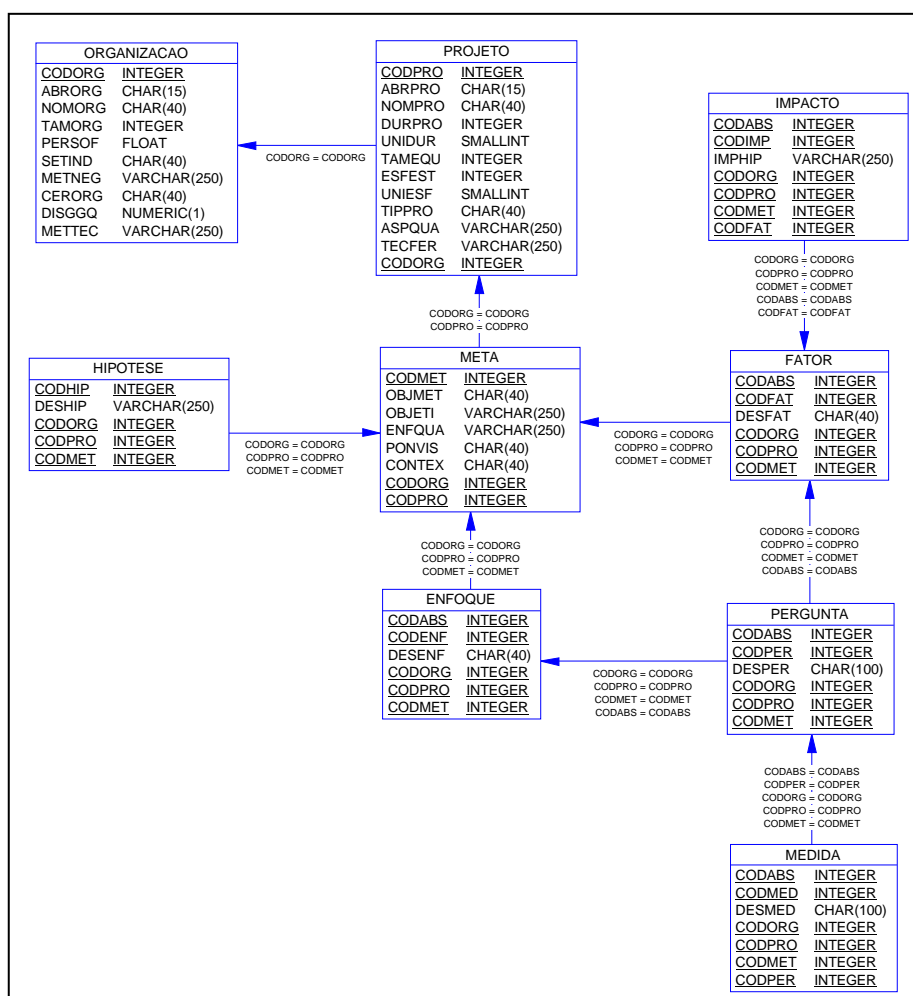 ORGANIZACAO
CODORG INTEGER
ABRORG CHAR(15)
NOMORG CHAR(40)
TAMORG INTEGER
PERSOF FLOAT
SETIND CHAR(40)
METNEG VARCHAR(250)
CERORG CHAR(40)
DISGGQ NUMERIC(1)
METTEC VARCHAR(250)
CODORG = CODORG
PROJETO
CODPRO INTEGER
ABRPRO CHAR(15)
NOMPRO CHAR(40)
DURPRO INTEGER
UNIDUR SMALLINT
TAMEQU INTEGER
ESFEST INTEGER
UNIESF SMALLINT
TIPPRO CHAR(40)
ASPQUA VARCHAR(250)
TECFER VARCHAR(250)
CODORG INTEGER
IMPACTO
CODABS INTEGER
CODIMP INTEGER
IMPHIP VARCHAR(250)
CODORG INTEGER
CODPRO INTEGER
CODMET INTEGER
CODFAT INTEGER
CODORG = CODORG
CODPRO = CODPRO
CODORG = CODORG
CODPRO = CODPRO
CODMET = CODMET
CODABS = CODABS
CODFAT = CODFAT
HIPOTESE
CODHIP INTEGER
DESHIP VARCHAR(250)
CODORG INTEGER
CODPRO INTEGER
CODMET INTEGER
CODORG = CODORG
CODPRO = CODPRO
CODMET = CODMET
META
CODMET INTEGER
OBJMET CHAR(40)
OBJETI VARCHAR(250)
ENFQUA VARCHAR(250)
PONVIS CHAR(40)
CONTEX CHAR(40)
CODORG INTEGER
CODPRO INTEGER
CODORG = CODORG
CODPRO = CODPRO
CODMET = CODMET
FATOR
CODABS INTEGER
CODFAT INTEGER
DESFAT CHAR(40)
CODORG INTEGER
CODPRO INTEGER
CODMET INTEGER
CODORG = CODORG
CODPRO = CODPRO
CODMET = CODMET
CODORG = CODORG
CODPRO = CODPRO
CODMET = CODMET
CODABS = CODABS
ENFOQUE
CODABS INTEGER
CODENF INTEGER
DESENF CHAR(40)
CODORG INTEGER
CODPRO INTEGER
CODMET INTEGER
CODORG = CODORG
CODPRO = CODPRO
CODMET = CODMET
CODABS = CODABS
PERGUNTA
CODABS INTEGER
CODPER INTEGER
DESPER CHAR(100)
CODORG INTEGER
CODPRO INTEGER
CODMET INTEGER
CODABS = CODABS
CODPER = CODPER
CODORG = CODORG
CODPRO = CODPRO
CODMET = CODMET
MEDIDA
CODABS INTEGER
CODMED INTEGER
DESMED CHAR(100)
CODORG INTEGER
CODPRO INTEGER
CODMET INTEGER
CODPER INTEGER